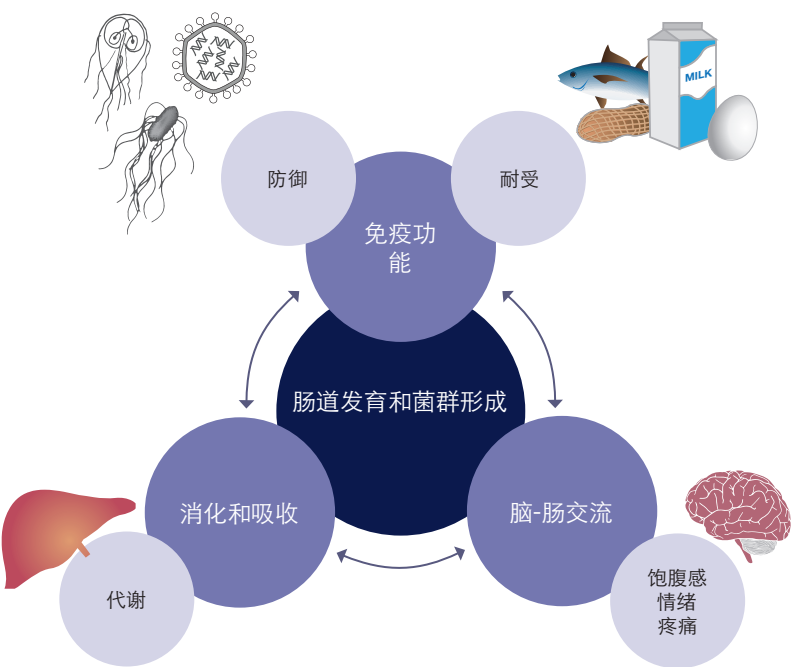 MILK
防御
耐受
免疫功
能
肠道发育和菌群形成
消化和吸收
脑-肠交流
代谢
饱腹感
情绪
疼痛